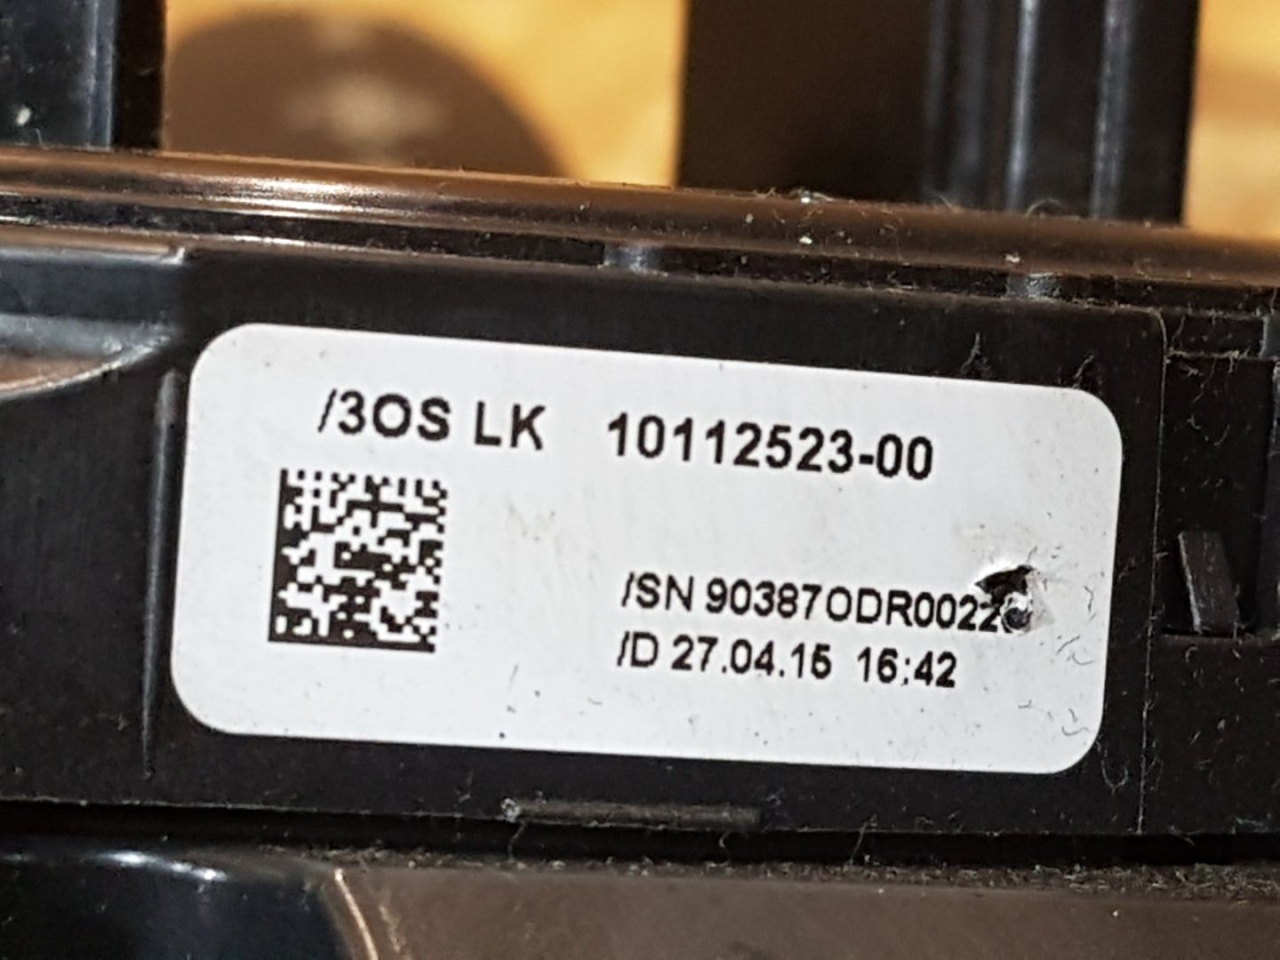 /3OS LK 10112523-00
/SN 90387ODR0022
/D 27.04.15 16:42